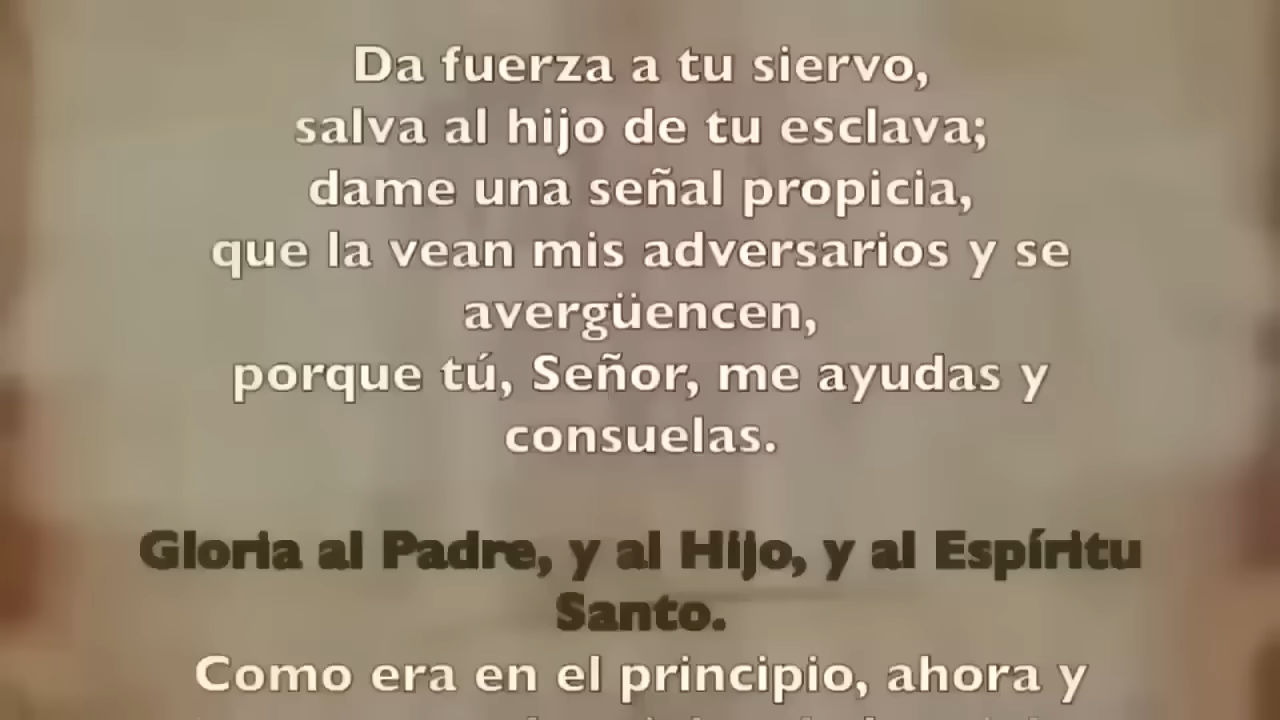 Da fuerza a tu siervo,
salva al hijo de tu esclava;
dame una señal propicia,
que la vean mis adversarios y se
avergüencen,
porque tú, Señor, me ayudas y
consuelas.
Gloria al Padre, y al Hijo, y al Espíritu
Santo.
Como era en el principio, ahora y